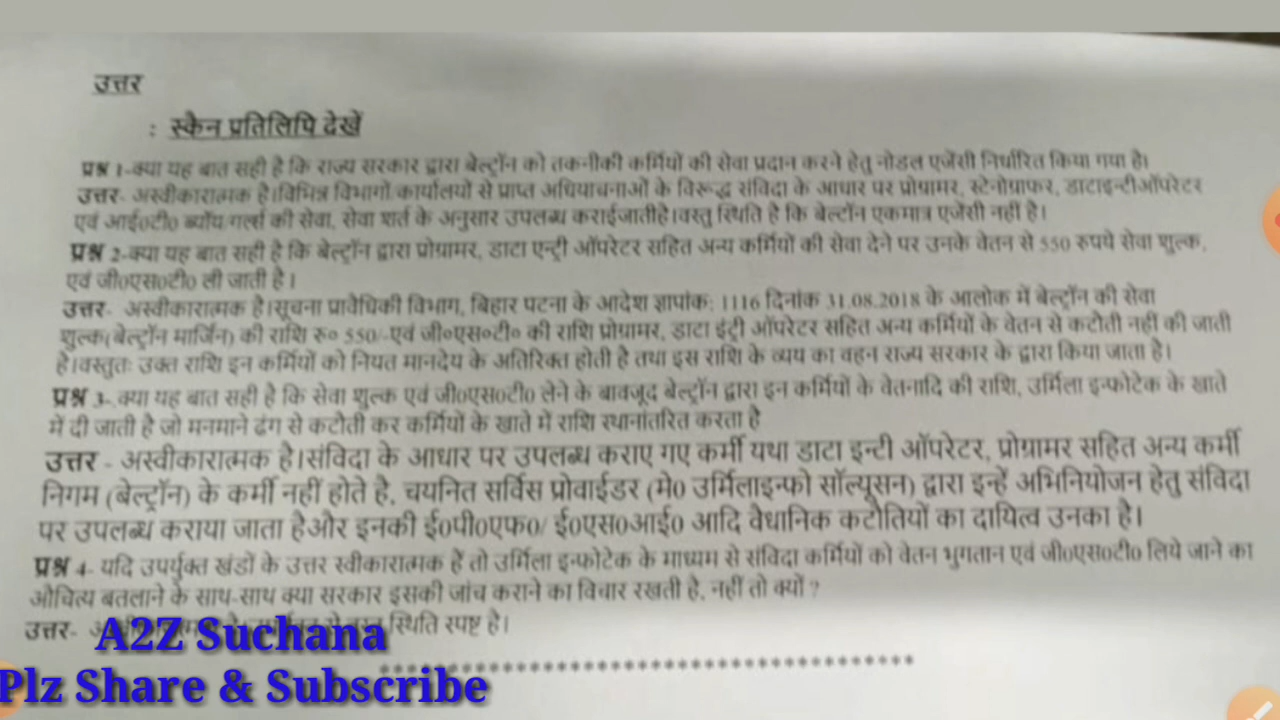 उत्तर
: स्कैन प्रतिलिपि देखें
प्रश्न 1-क्या यह बात सही है कि राज्य सरकार द्वारा बेल्ट्रॉन को तकनीकी कर्मियों की सेवा प्रदान करने हेतु नोडल एजेंसी निर्धारित किया गया है।
उत्तर- अस्वीकारात्मक है।विभिन्न विभागों/कार्यालयों से प्राप्त अधियाचनाओं के विरूद्ध संविदा के आधार पर प्रोग्रामर, स्टेनोग्राफर, डाटाइन्टीऑपरेटर
एवं आई0टी0 ब्यॉय/गर्ल्स की सेवा, सेवा शर्त के अनुसार उपलब्ध कराईजातीहै।वस्तु स्थिति है कि बेल्ट्रॉन एकमात्र एजेंसी नहीं है।
प्रश्न 2-क्या यह बात सही है कि बेल्ट्रॉन द्वारा प्रोग्रामर, डाटा एन्ट्री ऑपरेटर सहित अन्य कर्मियों की सेवा देने पर उनके वेतन से 550 रुपये सेवा शुल्क,
एवं जी0एस0टी0 ली जाती है।
उत्तर- अस्वीकारात्मक है।सूचना प्रावैधिकी विभाग, बिहार पटना के आदेश ज्ञापांक: 1116 दिनांक 31.08.2018 के आलोक में बेल्ट्रॉन की सेवा
शुल्क(बेल्ट्रॉन मार्जिन) की राशि रु० 550/-एवं जी०एस०टी० की राशि प्रोग्रामर, डाटा इंट्री ऑपरेटर सहित अन्य कर्मियों के वेतन से कटौती नहीं की जाती
है।वस्तुतः उक्त राशि इन कर्मियों को नियत मानदेय के अतिरिक्त होती है तथा इस राशि के व्यय का वहन राज्य सरकार के द्वारा किया जाता है।
प्रश्न 3- क्या यह बात सही है कि सेवा शुल्क एवं जी0एस0टी0 लेने के बावजूद बेल्ट्रॉन द्वारा इन कर्मियों के वेतनादि की राशि, उर्मिला इन्फोटेक के खाते
में दी जाती है जो मनमाने ढंग से कटौती कर कर्मियों के खाते में राशि स्थानांतरित करता है
उत्तर - अस्वीकारात्मक है।संविदा के आधार पर उपलब्ध कराए गए कर्मी यथा डाटा इन्टी ऑपरेटर, प्रोग्रामर सहित अन्य कर्मी
निगम (बेल्ट्रॉन) के कर्मी नहीं होते है, चयनित सर्विस प्रोवाईडर (मे0 उर्मिलाइन्फो सॉल्यूसन) द्वारा इन्हें अभिनियोजन हेतु संविदा
पर उपलब्ध कराया जाता हैऔर इनकी ई0पी0एफ0/ ई0एस0आई0 आदि वैधानिक कटौतियों का दायित्व उनका है।
प्रश्न 4- यदि उपर्युक्त खंडों के उत्तर स्वीकारात्मक हैं तो उर्मिला इन्फोटेक के माध्यम से संविदा कर्मियों को वेतन भुगतान एवं जी0एस0टी0 लिये जाने का
औचित्य बतलाने के साथ-साथ क्या सरकार इसकी जांच कराने का विचार रखती है, नहीं तो क्यों ?
उत्तर- स्थिति स्पष्ट है।
A2Z Suchana
***************************************
Plz Share & Subscribe